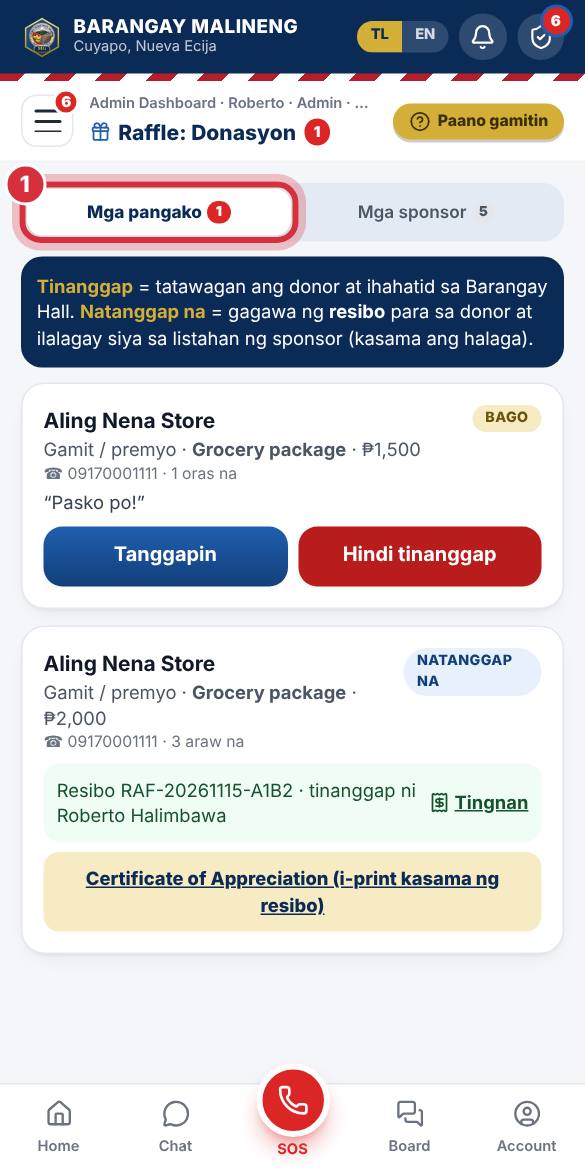 BARANGAY MALINENG
Cuyapo, Nueva Ecija
TL
EN
6
6
Admin Dashboard · Roberto · Admin · ...
Raffle: Donasyon 1
Paano gamitin
1
Mga pangako 1
Mga sponsor 5
Tinanggap = tatawagan ang donor at ihahatid sa Barangay
Hall. Natanggap na = gagawa ng resibo para sa donor at
ilalagay siya sa listahan ng sponsor (kasama ang halaga).
Aling Nena Store
BAGO
Gamit / premyo · Grocery package · ₱1,500
☎ 09170001111 · 1 oras na
“Pasko po!”
Tanggapin
Hindi tinanggap
Aling Nena Store
NATANGGAP
NA
Gamit / premyo · Grocery package ·
₱2,000
☎ 09170001111 · 3 araw na
Resibo RAF-20261115-A1B2 · tinanggap ni
Roberto Halimbawa
Tingnan
Certificate of Appreciation (i-print kasama ng
resibo)
Home
Chat
SOS
Board
Account